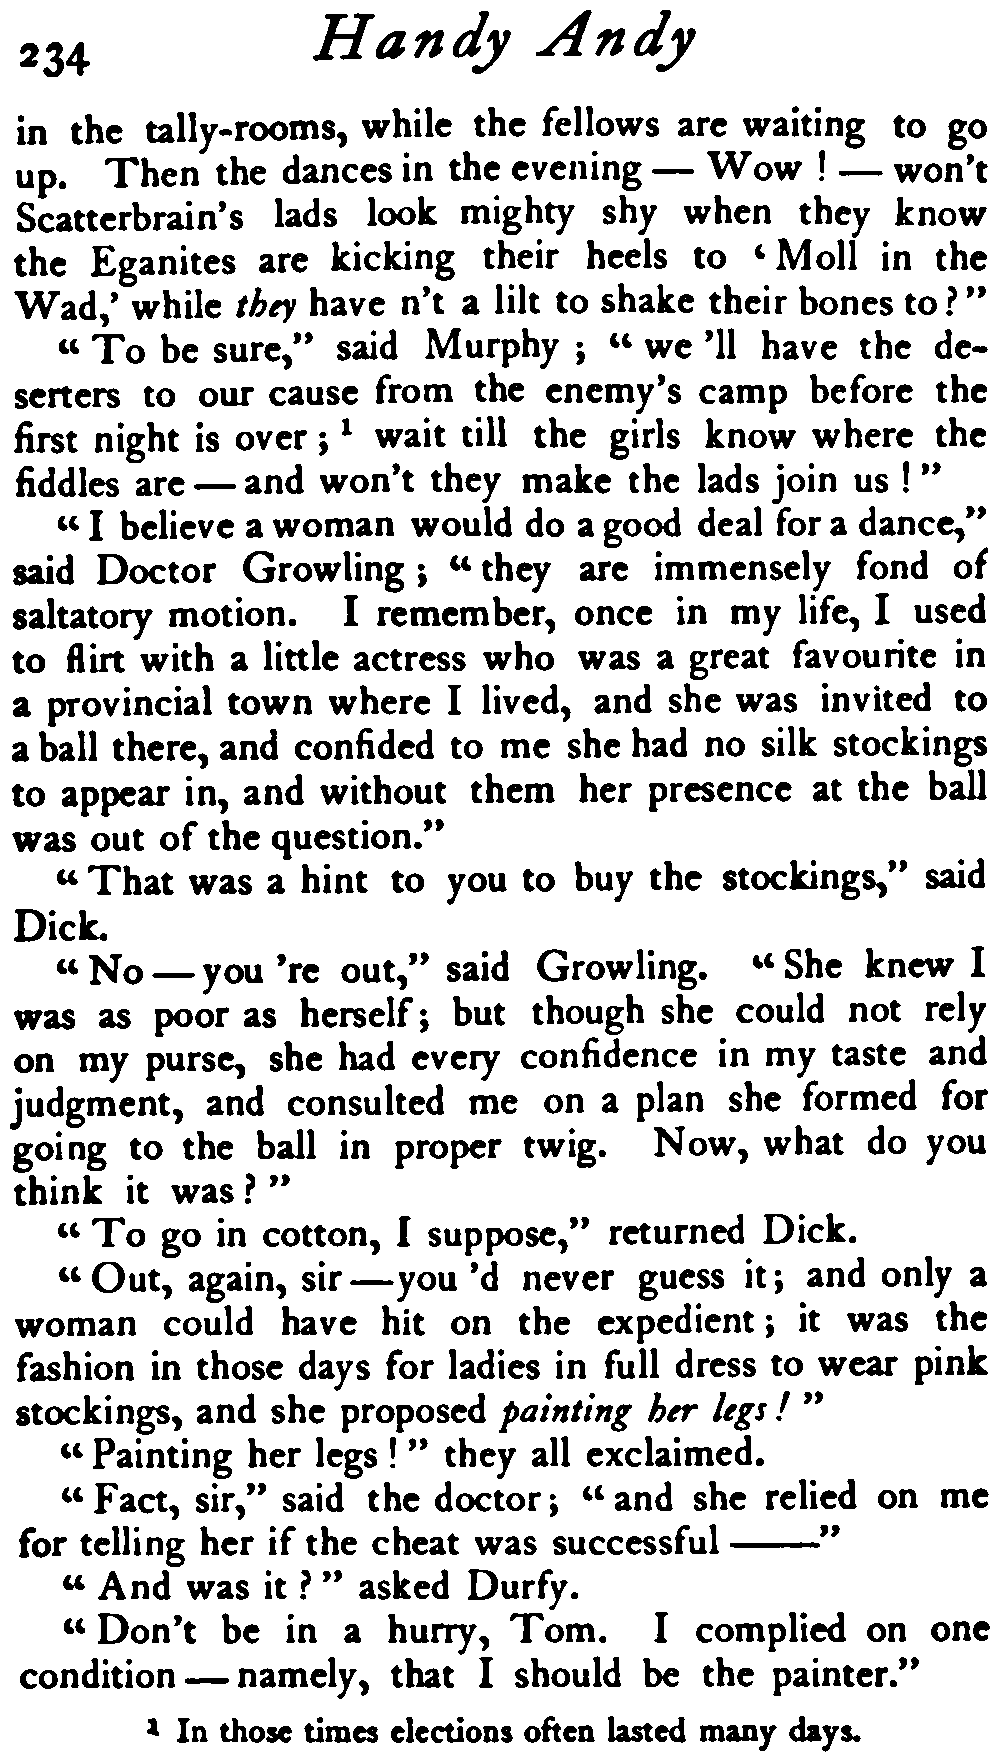 234 Handy Andy
in the tally-rooms, while the fellows are waiting to go
up. Then the dances in the evening — Wow ! — won't
Scatterbrain's lads look mighty shy when they know
the Eganites are kicking their heels to ‘ Moll in the
Wad,’ while they have n't a lilt to shake their bones to ? ”
“ To be sure,” said Murphy ; “ we 'll have the de-
serters to our cause from the enemy's camp before the
first night is over ; ¹ wait till the girls know where the
fiddles are — and won't they make the lads join us ! ”
“ I believe a woman would do a good deal for a dance,”
said Doctor Growling ; “ they are immensely fond of
saltatory motion. I remember, once in my life, I used
to flirt with a little actress who was a great favourite in
a provincial town where I lived, and she was invited to
a ball there, and confided to me she had no silk stockings
to appear in, and without them her presence at the ball
was out of the question.”
“ That was a hint to you to buy the stockings,” said
Dick.
“ No — you 're out,” said Growling. “ She knew I
was as poor as herself ; but though she could not rely
on my purse, she had every confidence in my taste and
judgment, and consulted me on a plan she formed for
going to the ball in proper twig. Now, what do you
think it was ? ”
“ To go in cotton, I suppose,” returned Dick.
“ Out, again, sir — you 'd never guess it ; and only a
woman could have hit on the expedient ; it was the
fashion in those days for ladies in full dress to wear pink
stockings, and she proposed painting her legs ! ”
“ Painting her legs ! ” they all exclaimed.
“ Fact, sir,” said the doctor ; “ and she relied on me
for telling her if the cheat was successful ——”
“ And was it ? ” asked Durfy.
“ Don't be in a hurry, Tom. I complied on one
condition — namely, that I should be the painter.”
¹ In those times elections often lasted many days.